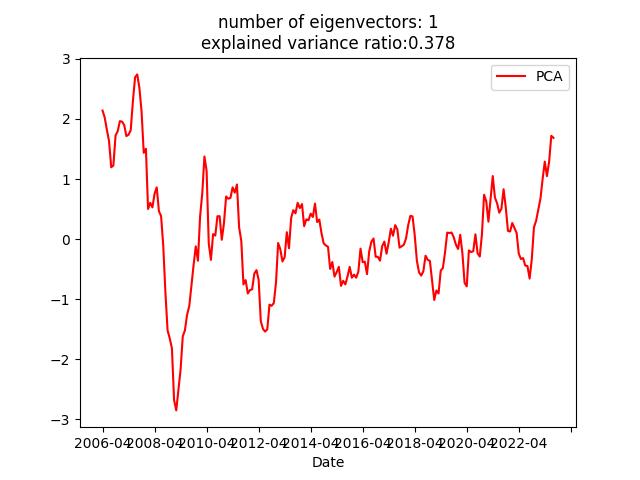 number of eigenvectors: 1
explained variance ratio:0.378
PCA
3
2
1
0
−1
−2
−3
2006-04 2008-04 2010-04 2012-04 2014-04 2016-04 2018-04 2020-04 2022-04
Date